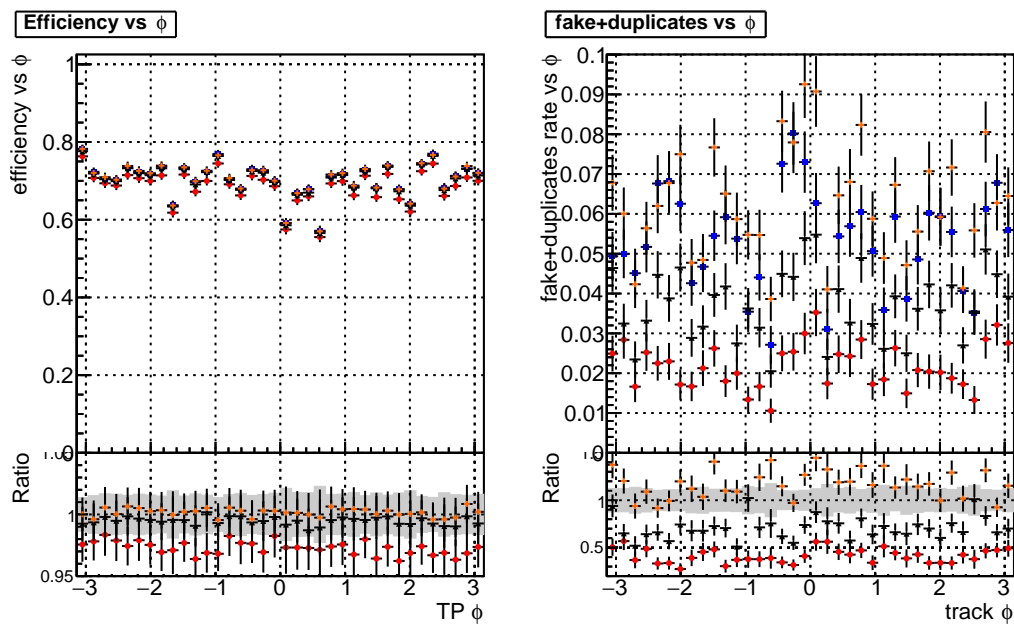 Efficiency vs ϕ
efficiency vs ϕ
1
0.8
0.6
0.4
0.2
0
Ratio
1.05
1
0.95
−3 −2 −1 0 1 2 3
TP ϕ
fake+duplicates vs ϕ
fake+duplicates rate vs ϕ
0.1
0.09
0.08
0.07
0.06
0.05
0.04
0.03
0.02
0.01
0
Ratio
1
0.5
−3 −2 −1 0 1 2 3
track ϕ